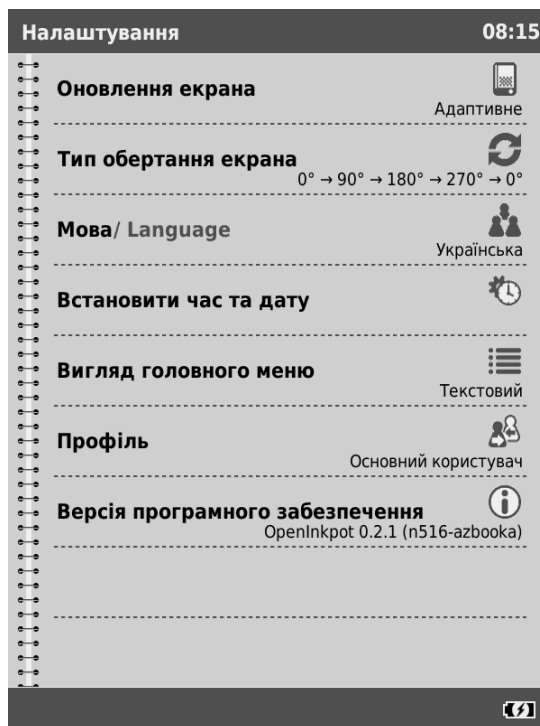 Налаштування 08:15
Оновлення екрана
Адаптивне
Тип обертання екрана
0° → 90° → 180° → 270° → 0°
Мова/ Language
Українська
Встановити час та дату
Вигляд головного меню
Текстовий
Профіль
Основний користувач
Версія програмного забезпечення
OpenInkpot 0.2.1 (n516-azbooka)